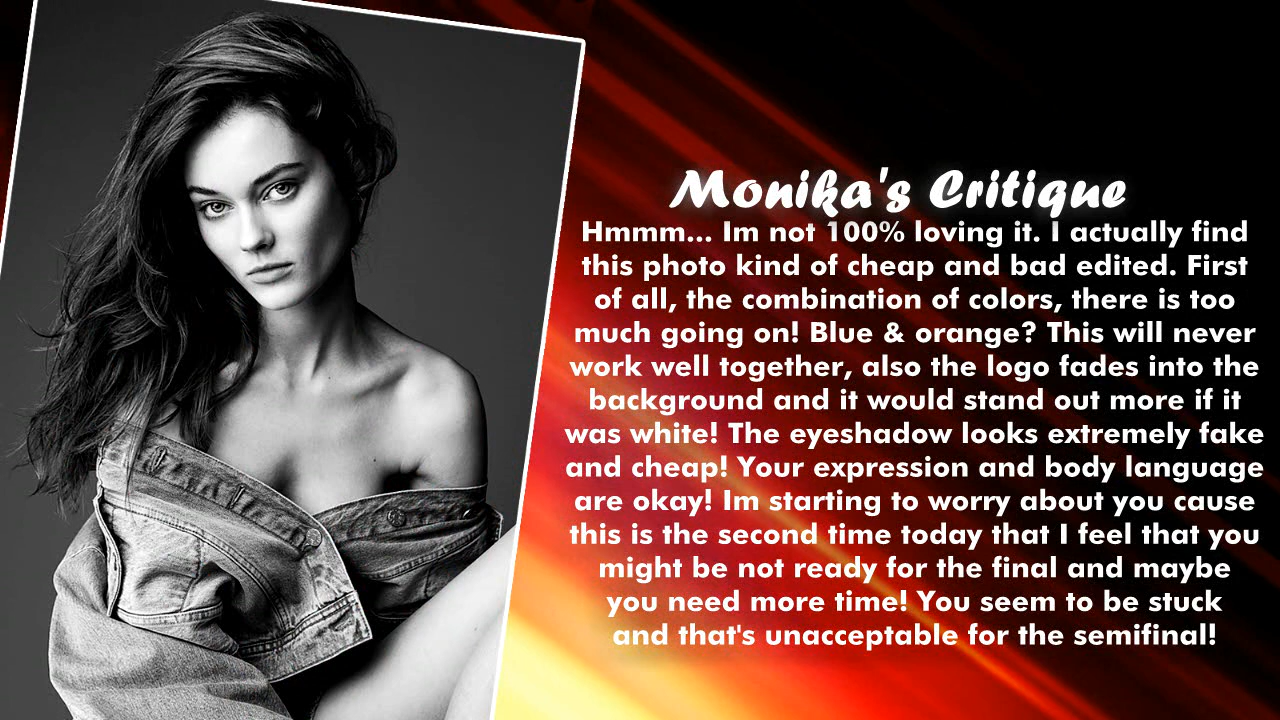 Monika's Critique
Hmmm... Im not 100% loving it. I actually find
this photo kind of cheap and bad edited. First
of all, the combination of colors, there is too
much going on! Blue & orange? This will never
work well together, also the logo fades into the
background and it would stand out more if it
was white! The eyeshadow looks extremely fake
and cheap! Your expression and body language
are okay! Im starting to worry about you cause
this is the second time today that I feel that you
might be not ready for the final and maybe
you need more time! You seem to be stuck
and that's unacceptable for the semifinal!